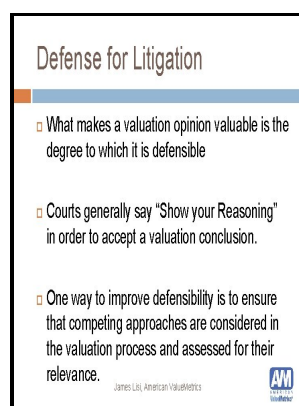 Defense for Litigation
What makes a valuation opinion valuable is the
degree to which it is defensible
Courts generally say “Show your Reasoning”
in order to accept a valuation conclusion.
One way to improve defensibility is to ensure
that competing approaches are considered in
the valuation process and assessed for their
relevance.
James Lisi, American ValueMetrics
AM
AMERICAN
ValueMetrics